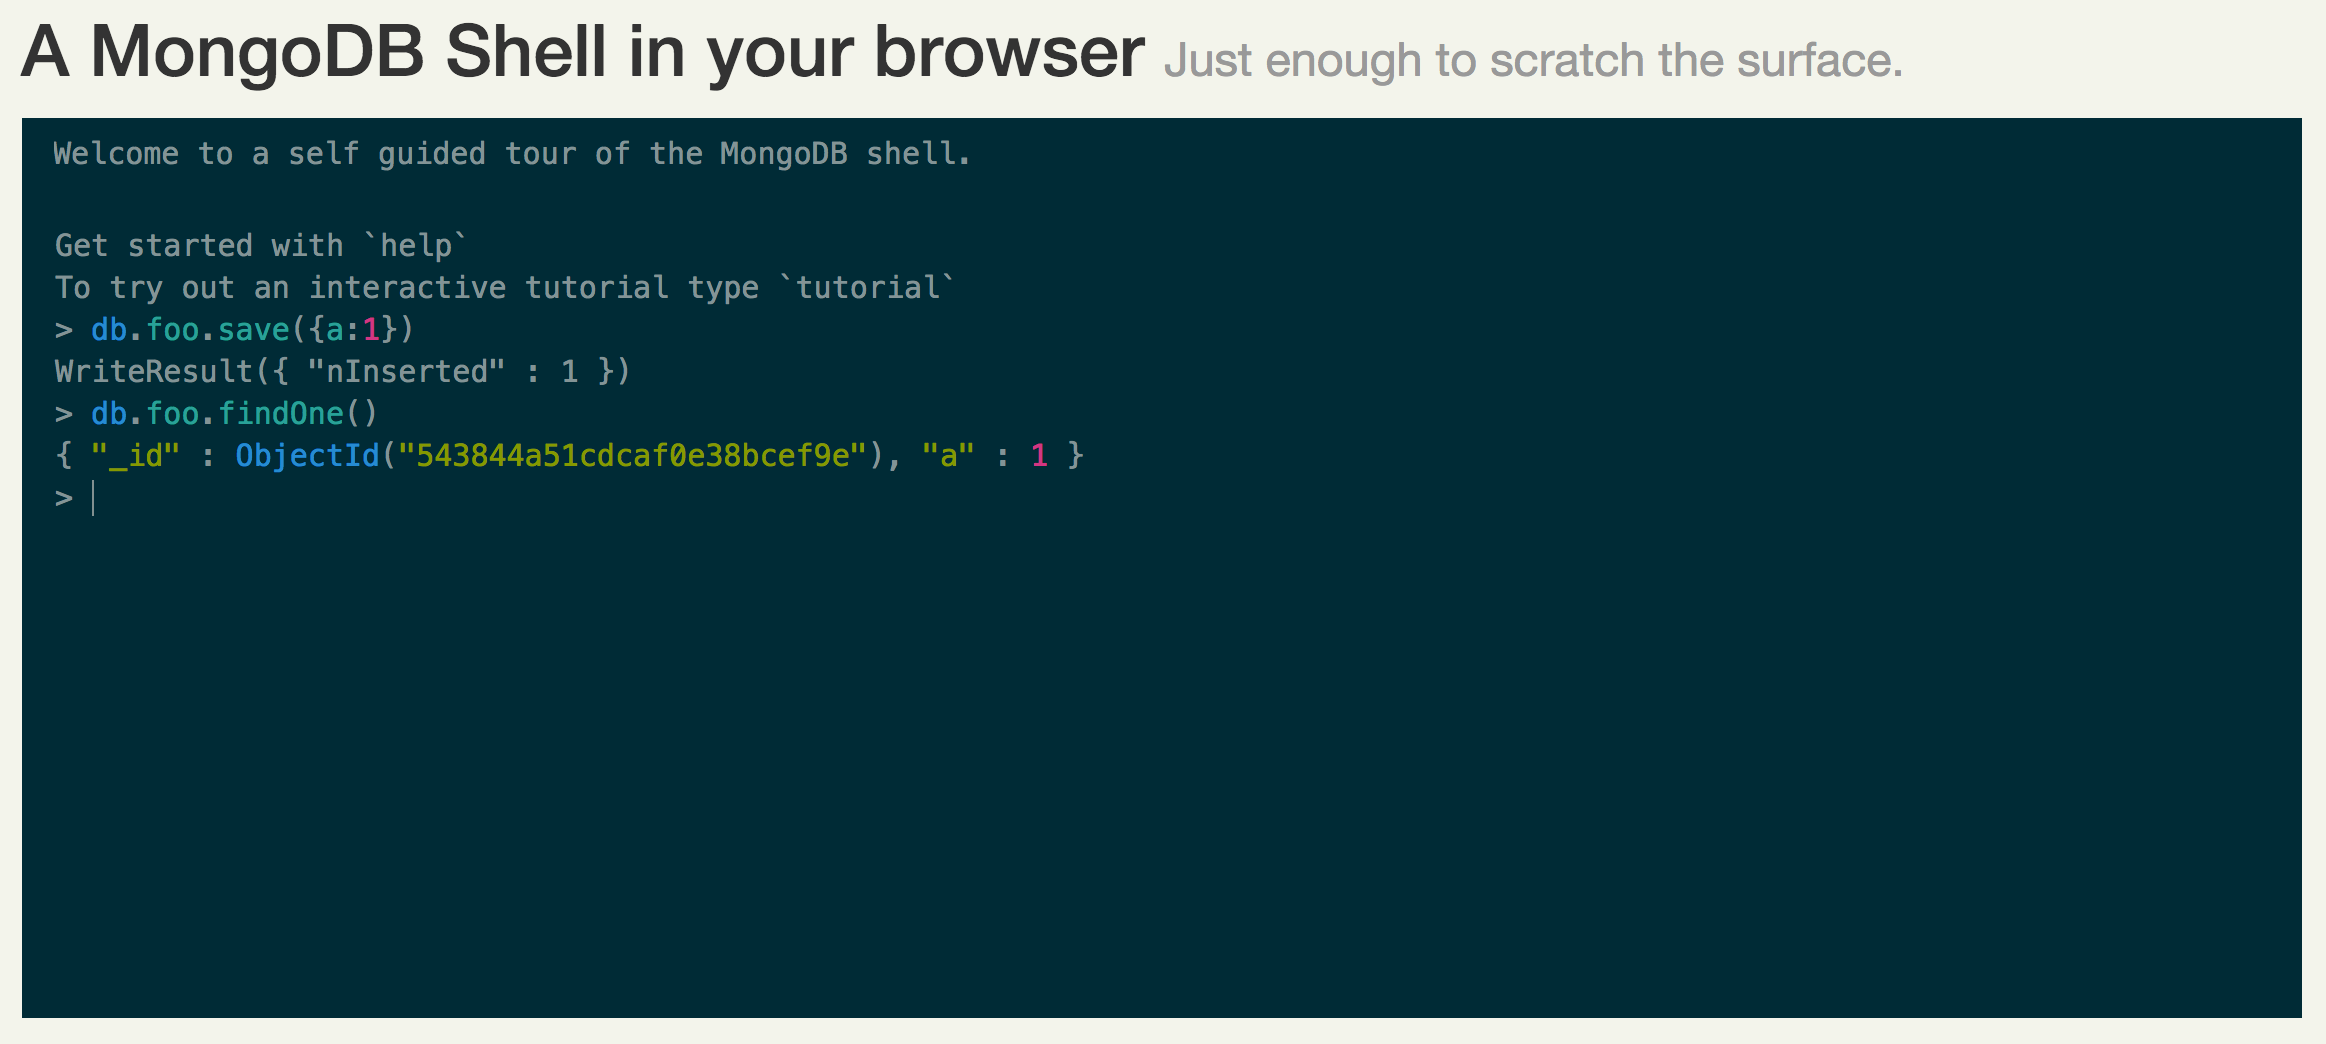 A MongoDB Shell in your browser Just enough to scratch the surface.
Welcome to a self guided tour of the MongoDB shell.
Get started with `help`
To try out an interactive tutorial type `tutorial`
> db.foo.save({a:1})
WriteResult({ "nInserted" : 1 })
> db.foo.findOne()
{ "_id" : ObjectId("543844a51cdcaf0e38bcef9e"), "a" : 1 }
>